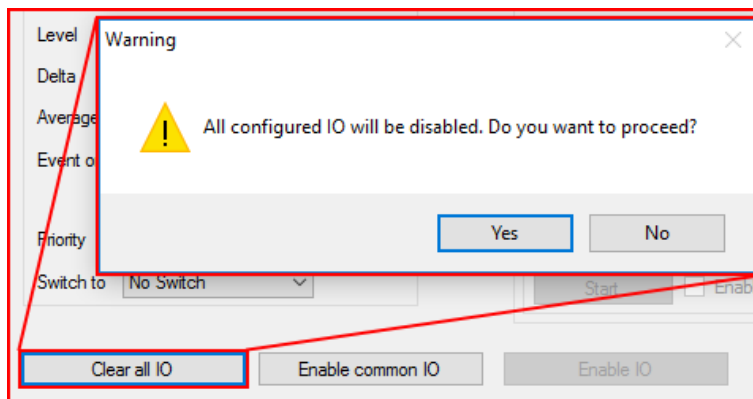 Level
Warning
Delta
Average
All configured IO will be disabled. Do you want to proceed?
Event o
Yes
No
Priority
Switch to
No Switch
Start
Enab
Clear all IO
Enable common IO
Enable IO